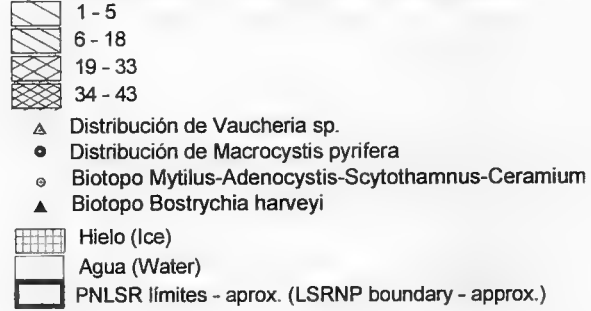 1 - 5
6 - 18
19 - 33
34 - 43
Distribución de Vaucheria sp.
Distribución de Macrocystis pyrifera
Biotopo Mytilus-Adenocystis-Scytothamnus-Ceramium
Biotopo Bostrychia harveyi
Hielo (Ice)
Agua (Water)
PNLSR límites - aprox. (LSRNP boundary - approx.)